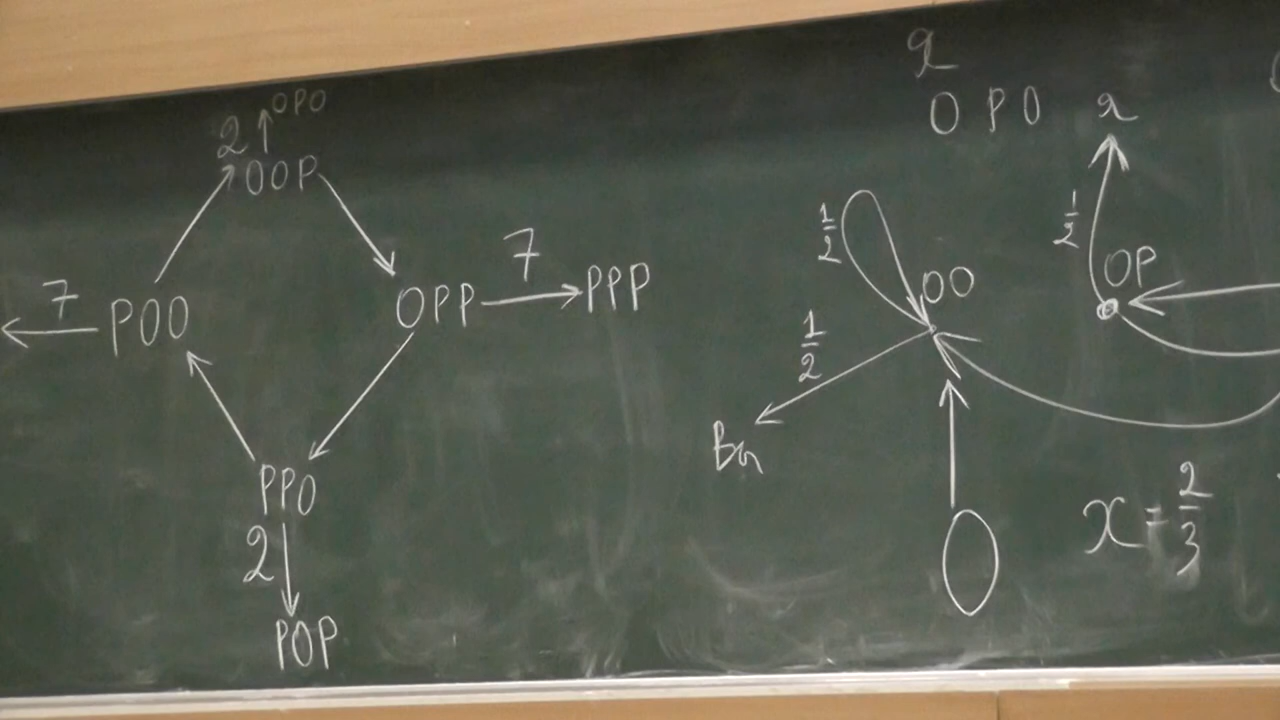 OPO
2
OOP
7
POO
OPP
7
PPP
PPO
2
POP
a
OPO
a
1/2
1/2
OP
OO
1/2
Вл
O
x = 2/3